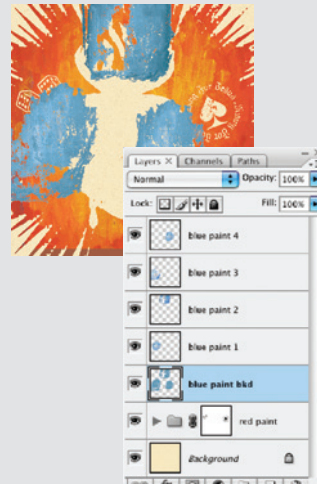 Layers
Channels
Paths
Normal
Opacity: 100%
Lock:
Fill: 100%
blue paint 4
blue paint 3
blue paint 2
blue paint 1
blue paint bkd
red paint
Background